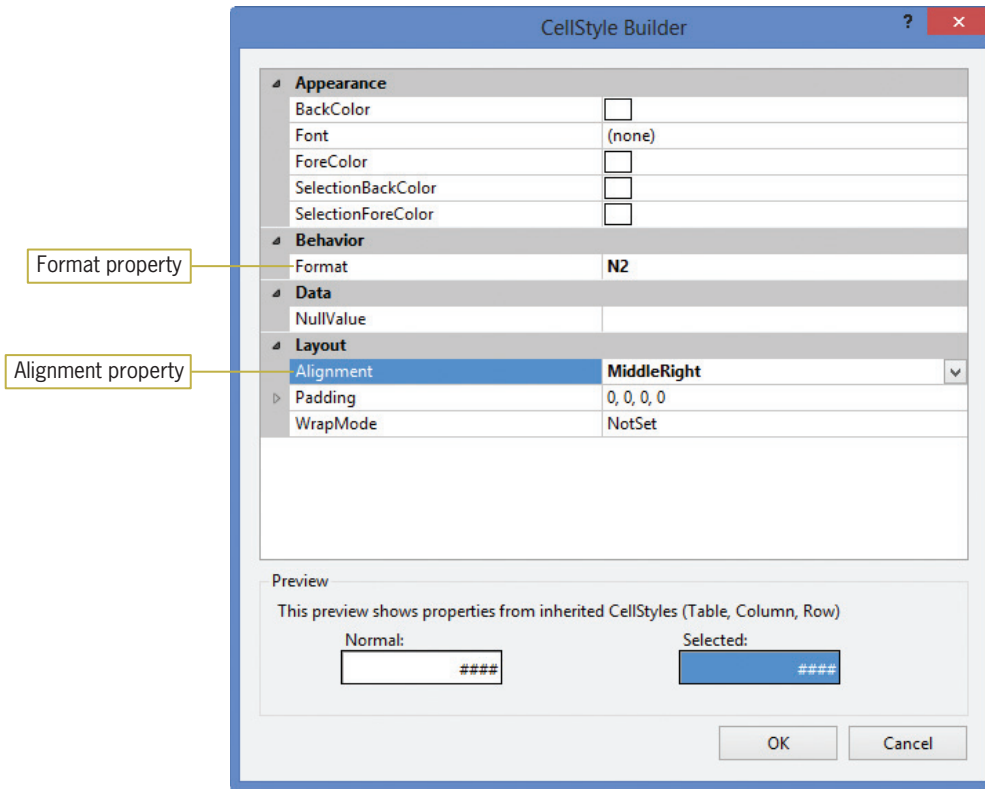 CellStyle Builder
?
×
Appearance
BackColor
Font (none)
ForeColor
SelectionBackColor
SelectionForeColor
Behavior
Format property
Format N2
Data
NullValue
Layout
Alignment property
Alignment MiddleRight
Padding 0, 0, 0, 0
WrapMode NotSet
Preview
This preview shows properties from inherited CellStyles (Table, Column, Row)
Normal: Selected:
#### ####
OK Cancel